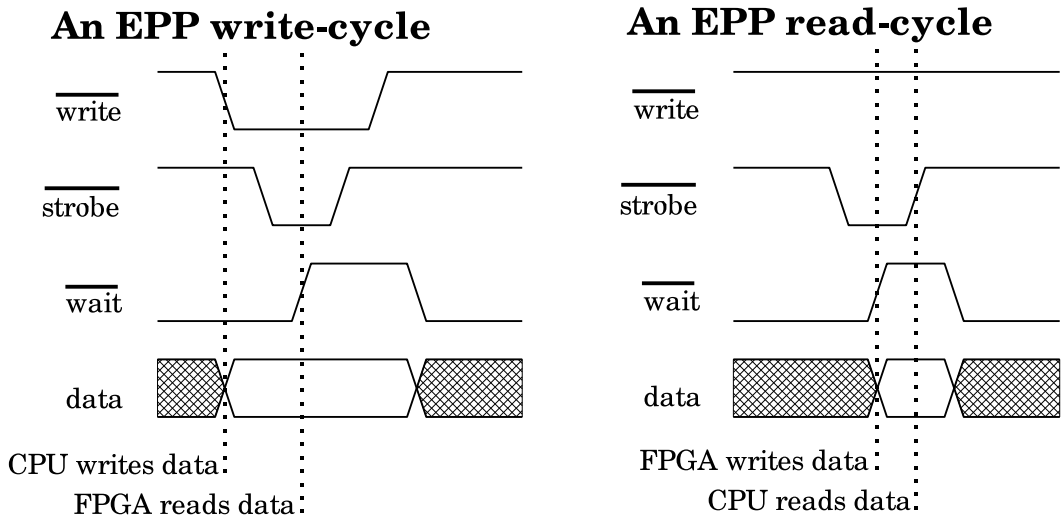 An EPP write-cycle
write
strobe
wait
data
CPU writes data
FPGA reads data
An EPP read-cycle
write
strobe
wait
data
FPGA writes data
CPU reads data